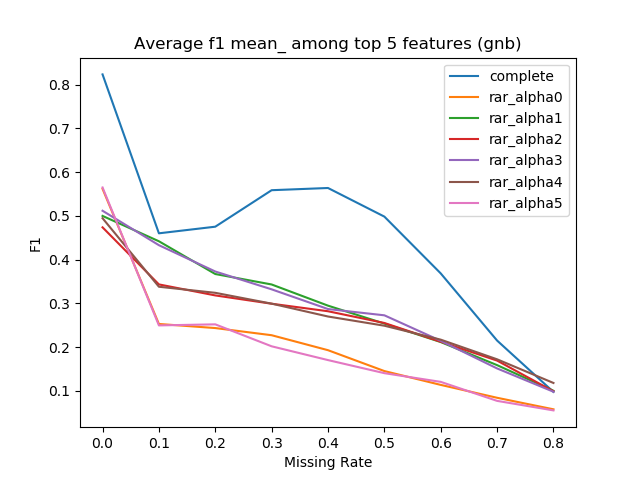 Average f1 mean_ among top 5 features (gnb)
complete
rar_alpha0
rar_alpha1
rar_alpha2
rar_alpha3
rar_alpha4
rar_alpha5
F1
0.8
0.7
0.6
0.5
0.4
0.3
0.2
0.1
0.0 0.1 0.2 0.3 0.4 0.5 0.6 0.7 0.8
Missing Rate